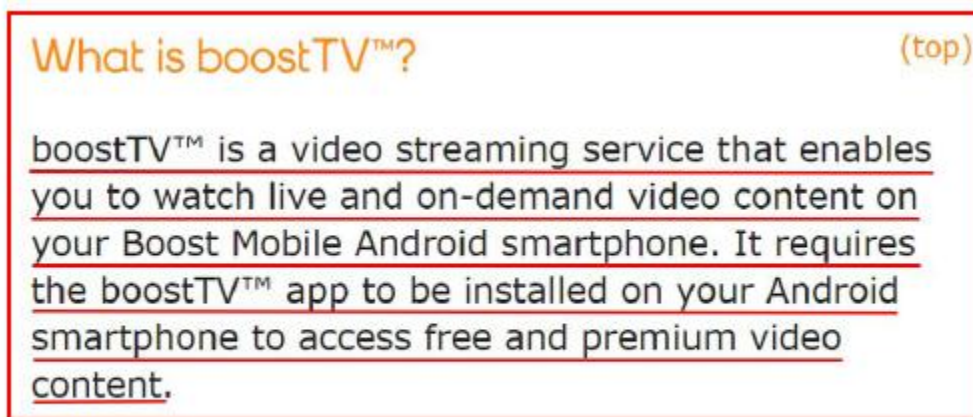 What is boostTV™? (top)
boostTV™ is a video streaming service that enables
you to watch live and on-demand video content on
your Boost Mobile Android smartphone. It requires
the boostTV™ app to be installed on your Android
smartphone to access free and premium video
content.